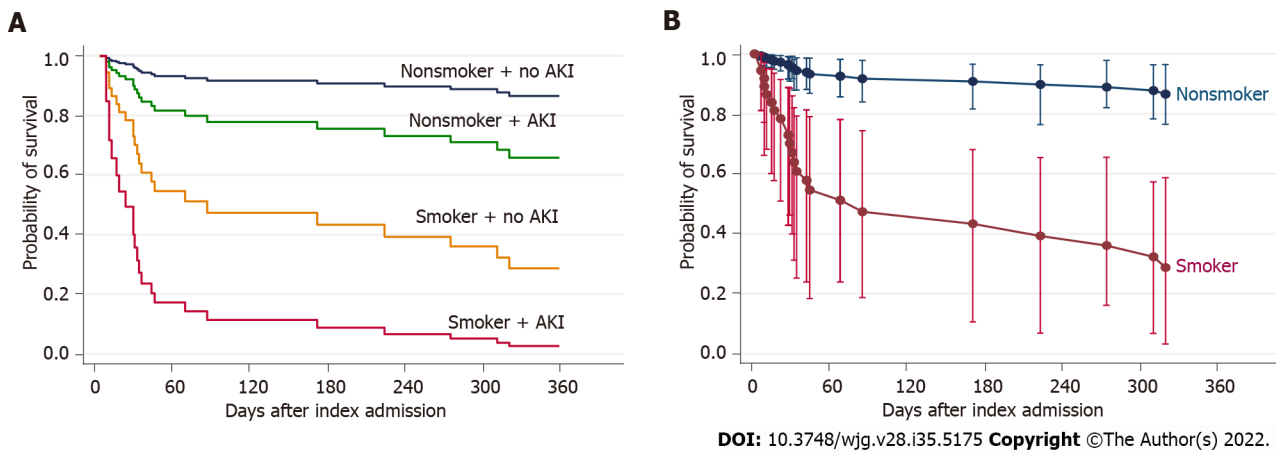 A
Probability of survival
1.0
0.8
0.6
0.4
0.2
0.0
Nonsmoker + no AKI
Nonsmoker + AKI
Smoker + no AKI
Smoker + AKI
0 60 120 180 240 300 360
Days after index admission
B
Probability of survival
1.0
0.8
0.6
0.4
0.2
0.0
Nonsmoker
Smoker
0 60 120 180 240 300 360
Days after index admission
DOI: 10.3748/wjg.v28.i35.5175 Copyright ©The Author(s) 2022.